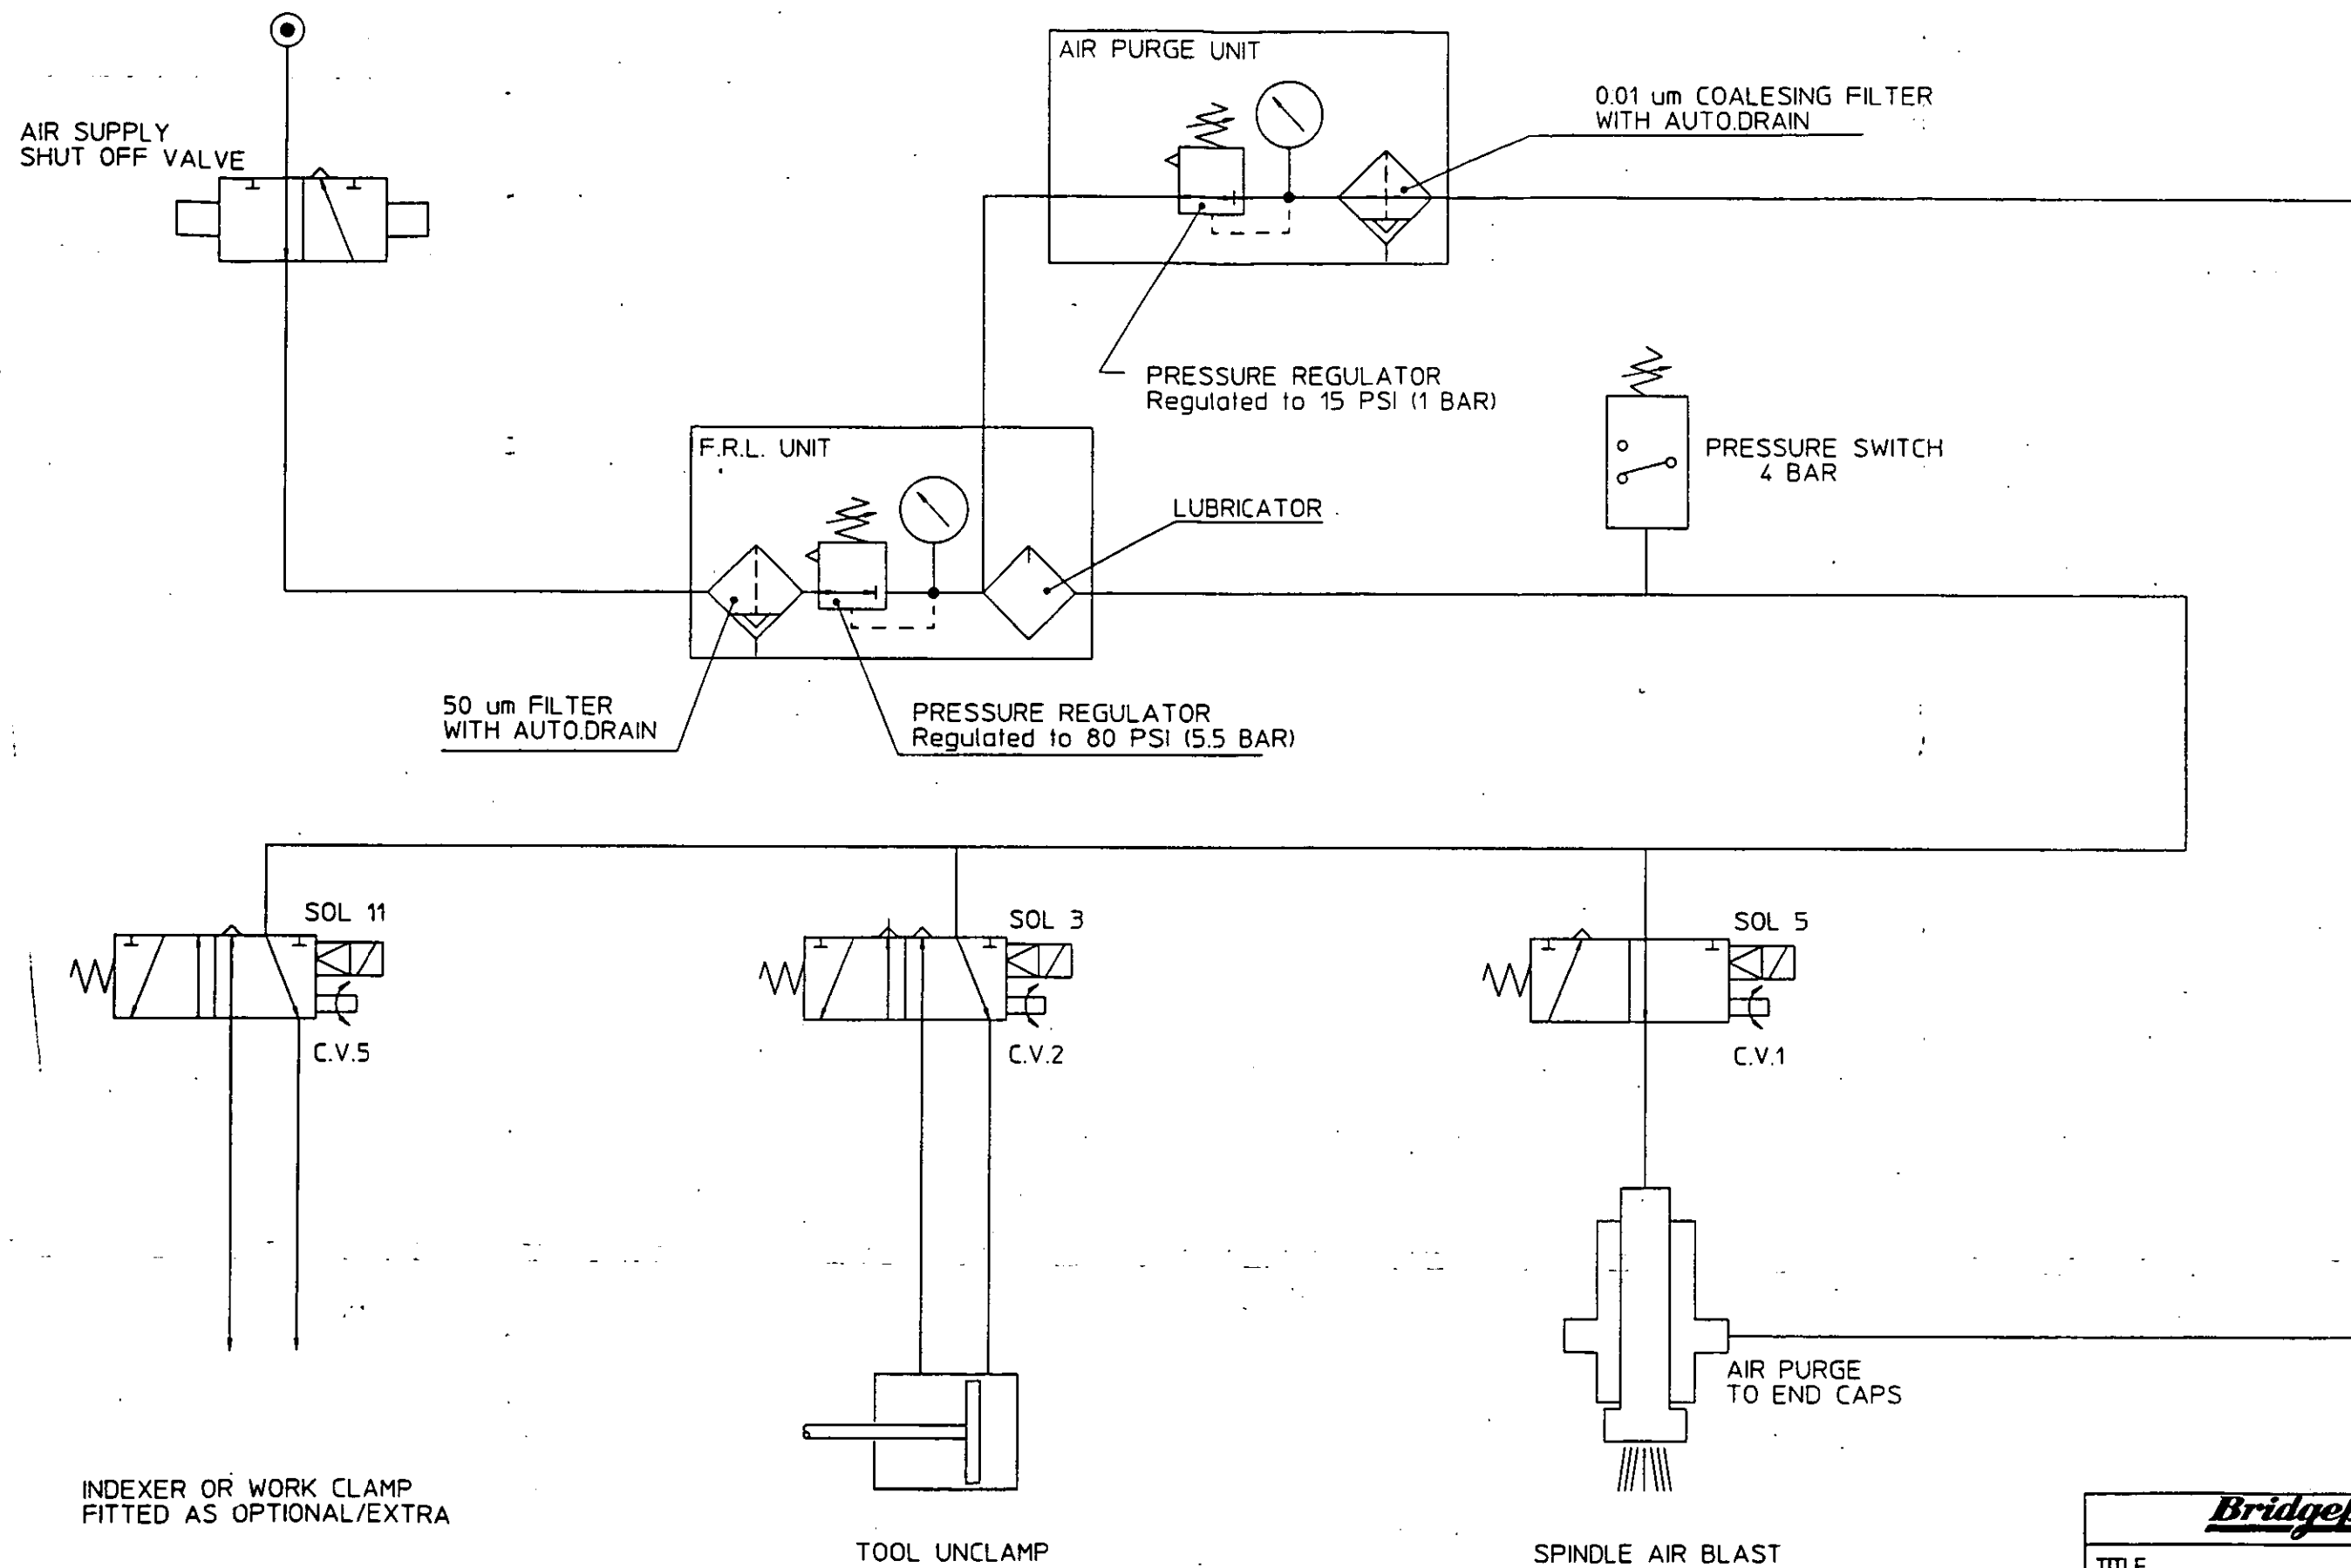 AIR PURGE UNIT
0.01 um COALESING FILTER
WITH AUTO.DRAIN
AIR SUPPLY
SHUT OFF VALVE
PRESSURE REGULATOR
Regulated to 15 PSI (1 BAR)
F.R.L. UNIT
PRESSURE SWITCH
4 BAR
LUBRICATOR
50 um FILTER
WITH AUTO.DRAIN
PRESSURE REGULATOR
Regulated to 80 PSI (5.5 BAR)
SOL 11
SOL 3
SOL 5
C.V.5
C.V.2
C.V.1
AIR PURGE
TO END CAPS
INDEXER OR WORK CLAMP
FITTED AS OPTIONAL/EXTRA
TOOL UNCLAMP
SPINDLE AIR BLAST
TITLE